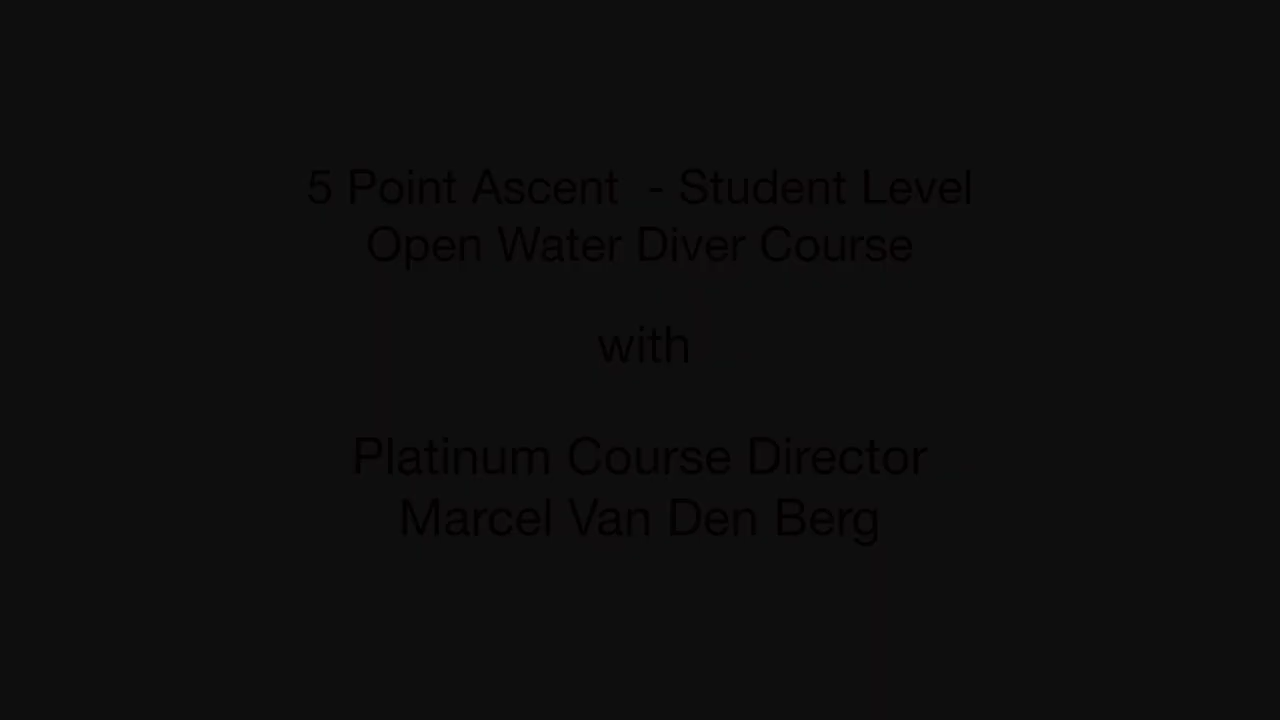 5 Point Ascent  - Student Level
Open Water Diver Course
with
Platinum Course Director
Marcel Van Den Berg